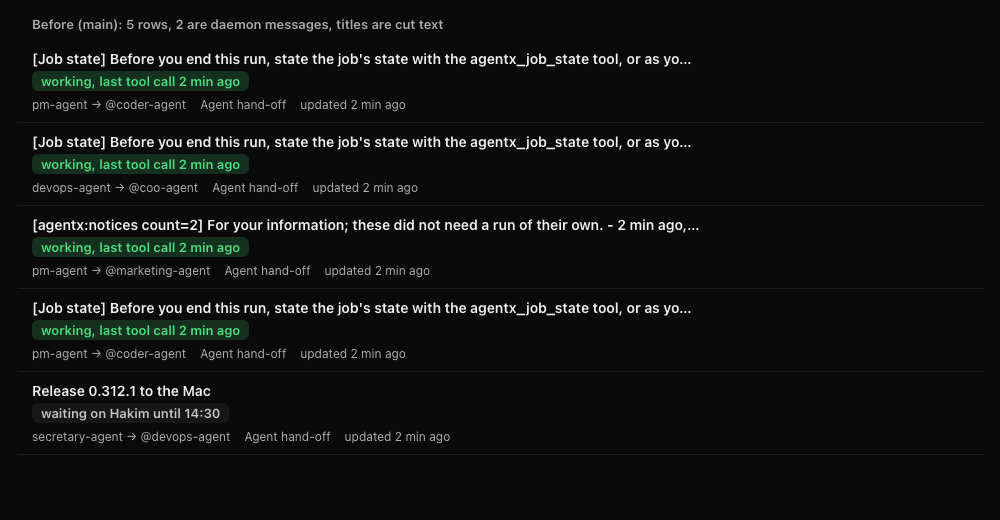 Before (main): 5 rows, 2 are daemon messages, titles are cut text
[Job state] Before you end this run, state the job's state with the agentx_job_state tool, or as yo...
working, last tool call 2 min ago
pm-agent → @coder-agent Agent hand-off updated 2 min ago
[Job state] Before you end this run, state the job's state with the agentx_job_state tool, or as yo...
working, last tool call 2 min ago
devops-agent → @coo-agent Agent hand-off updated 2 min ago
[agentx:notices count=2] For your information; these did not need a run of their own. - 2 min ago,...
working, last tool call 2 min ago
pm-agent → @marketing-agent Agent hand-off updated 2 min ago
[Job state] Before you end this run, state the job's state with the agentx_job_state tool, or as yo...
working, last tool call 2 min ago
pm-agent → @coder-agent Agent hand-off updated 2 min ago
Release 0.312.1 to the Mac
waiting on Hakim until 14:30
secretary-agent → @devops-agent Agent hand-off updated 2 min ago